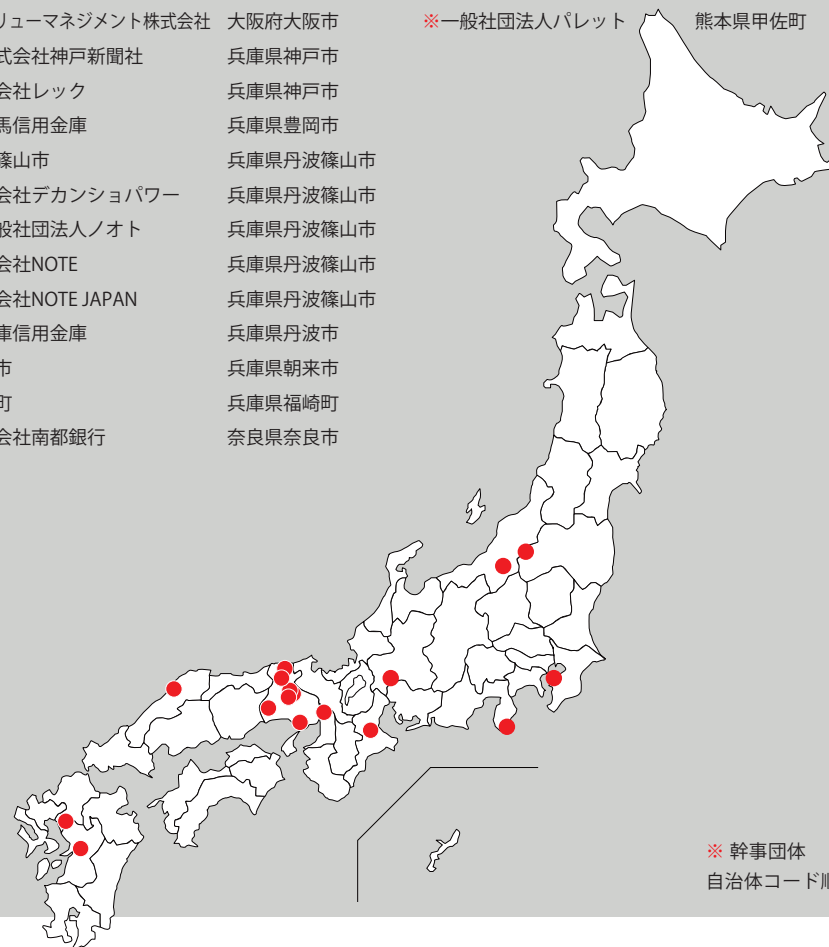 リューマネジメント株式会社 大阪府大阪市
式会社神戸新聞社 兵庫県神戸市
会社レック 兵庫県神戸市
馬信用金庫 兵庫県豊岡市
篠山市 兵庫県丹波篠山市
会社デカンショパワー 兵庫県丹波篠山市
般社団法人ノオト 兵庫県丹波篠山市
会社NOTE 兵庫県丹波篠山市
会社NOTE JAPAN 兵庫県丹波篠山市
庫信用金庫 兵庫県丹波市
市 兵庫県朝来市
町 兵庫県福崎町
会社南都銀行 奈良県奈良市
※一般社団法人パレット 熊本県甲佐町
※ 幹事団体
自治体コード順